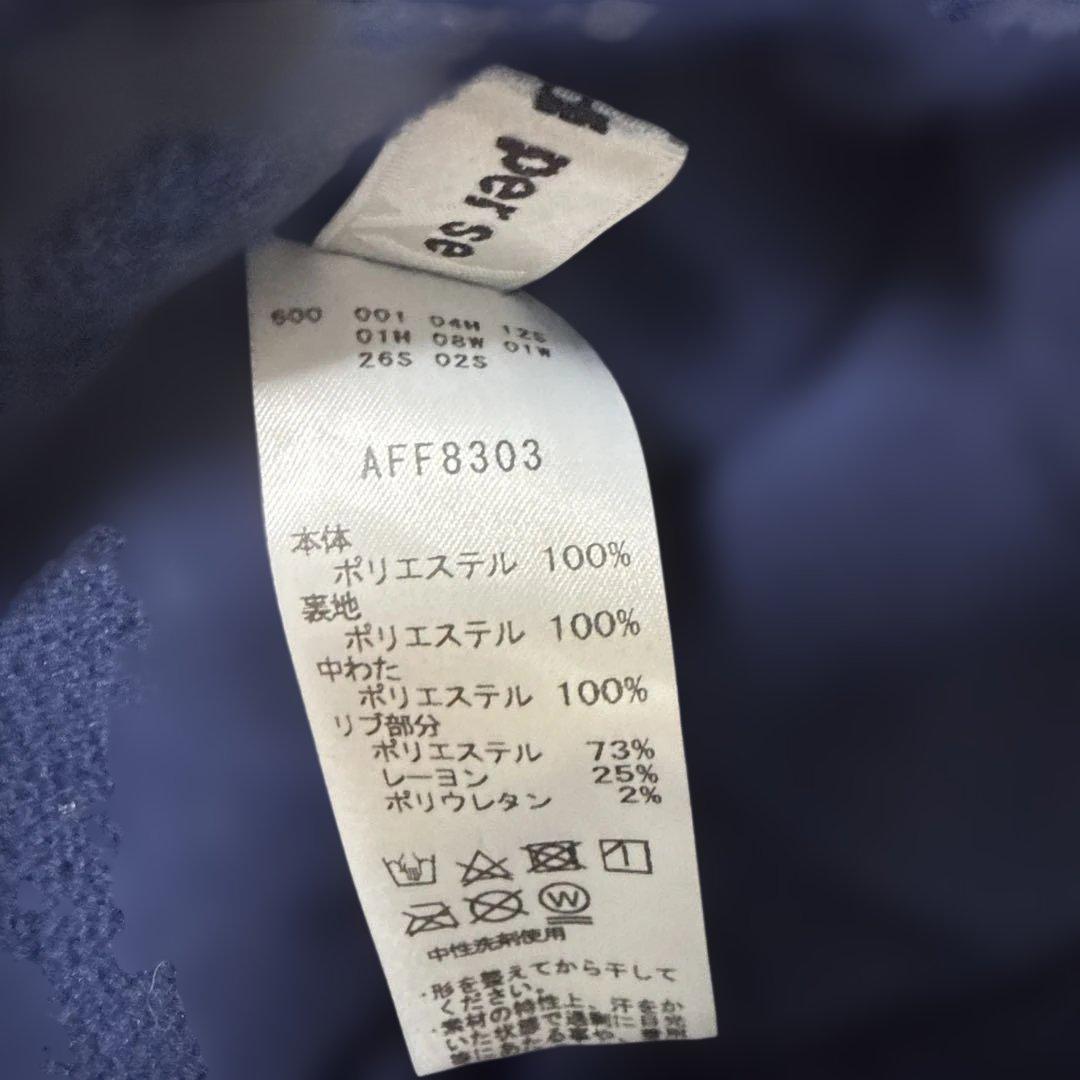 per se
600 001 04H 12S
01H 08W 01W
26S 02S
AFF8303
本体
ポリエステル 100%
裏地
ポリエステル 100%
中わた
ポリエステル 100%
リブ部分
ポリエステル 73%
レーヨン 25%
ポリウレタン 2%
W
中性洗剤使用
・形を整えてから干して
ください。
・素材の特性上、汗をか